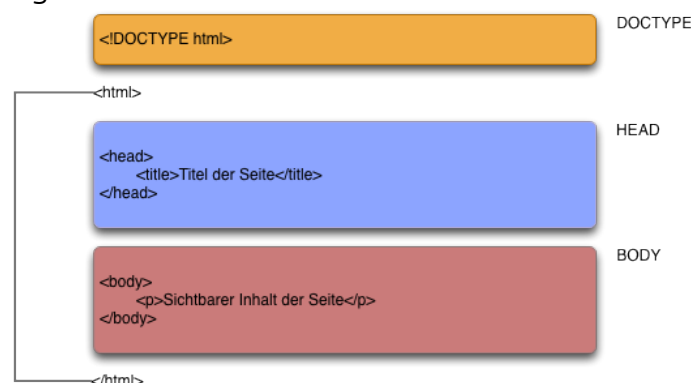 <!DOCTYPE html>
DOCTYPE
<html>
HEAD
<head>
<title>Titel der Seite</title>
</head>
BODY
<body>
<p>Sichtbarer Inhalt der Seite</p>
</body>
</html>